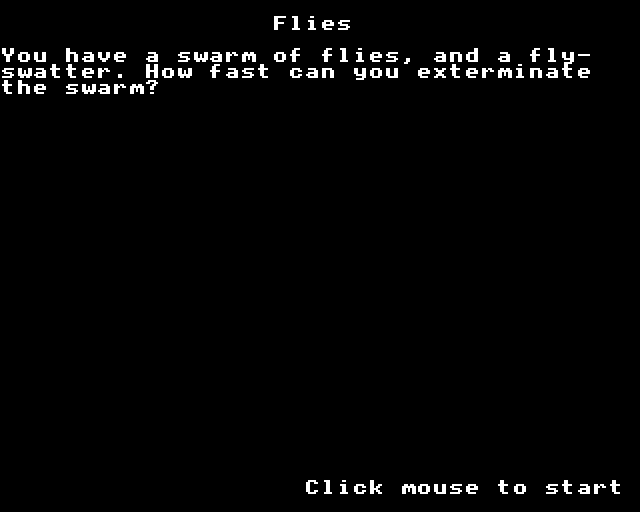 Flies
You have a swarm of flies, and a fly-
swatter. How fast can you exterminate
the swarm?
Click mouse to start